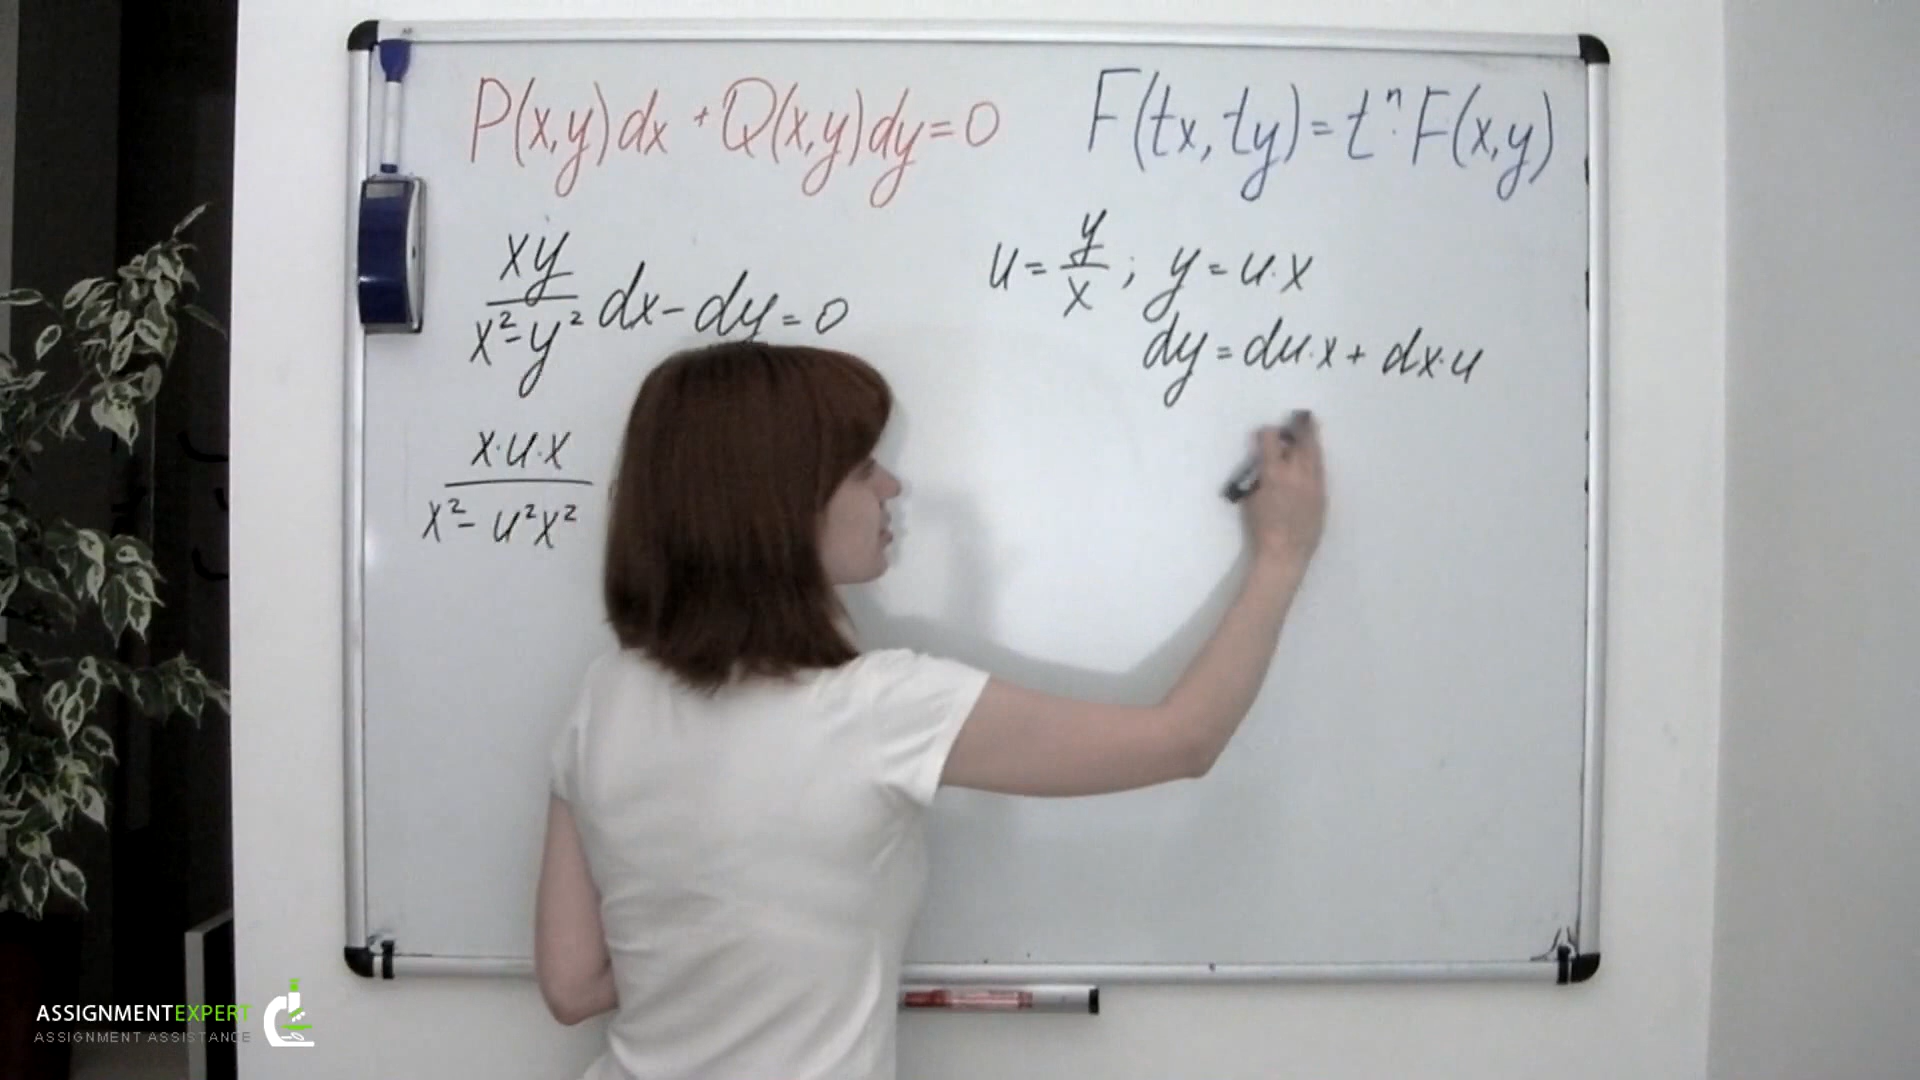 P(x,y)dx + Q(x,y)dy = 0
F(tx, ty) = tⁿ · F(x,y)
xy
x² - y²
dx - dy = 0
u = y/x ; y = u·x
dy = du·x + dx·u
x·u·x
x² - u²x²
ASSIGNMENTEXPERT
ASSIGNMENT ASSISTANCE